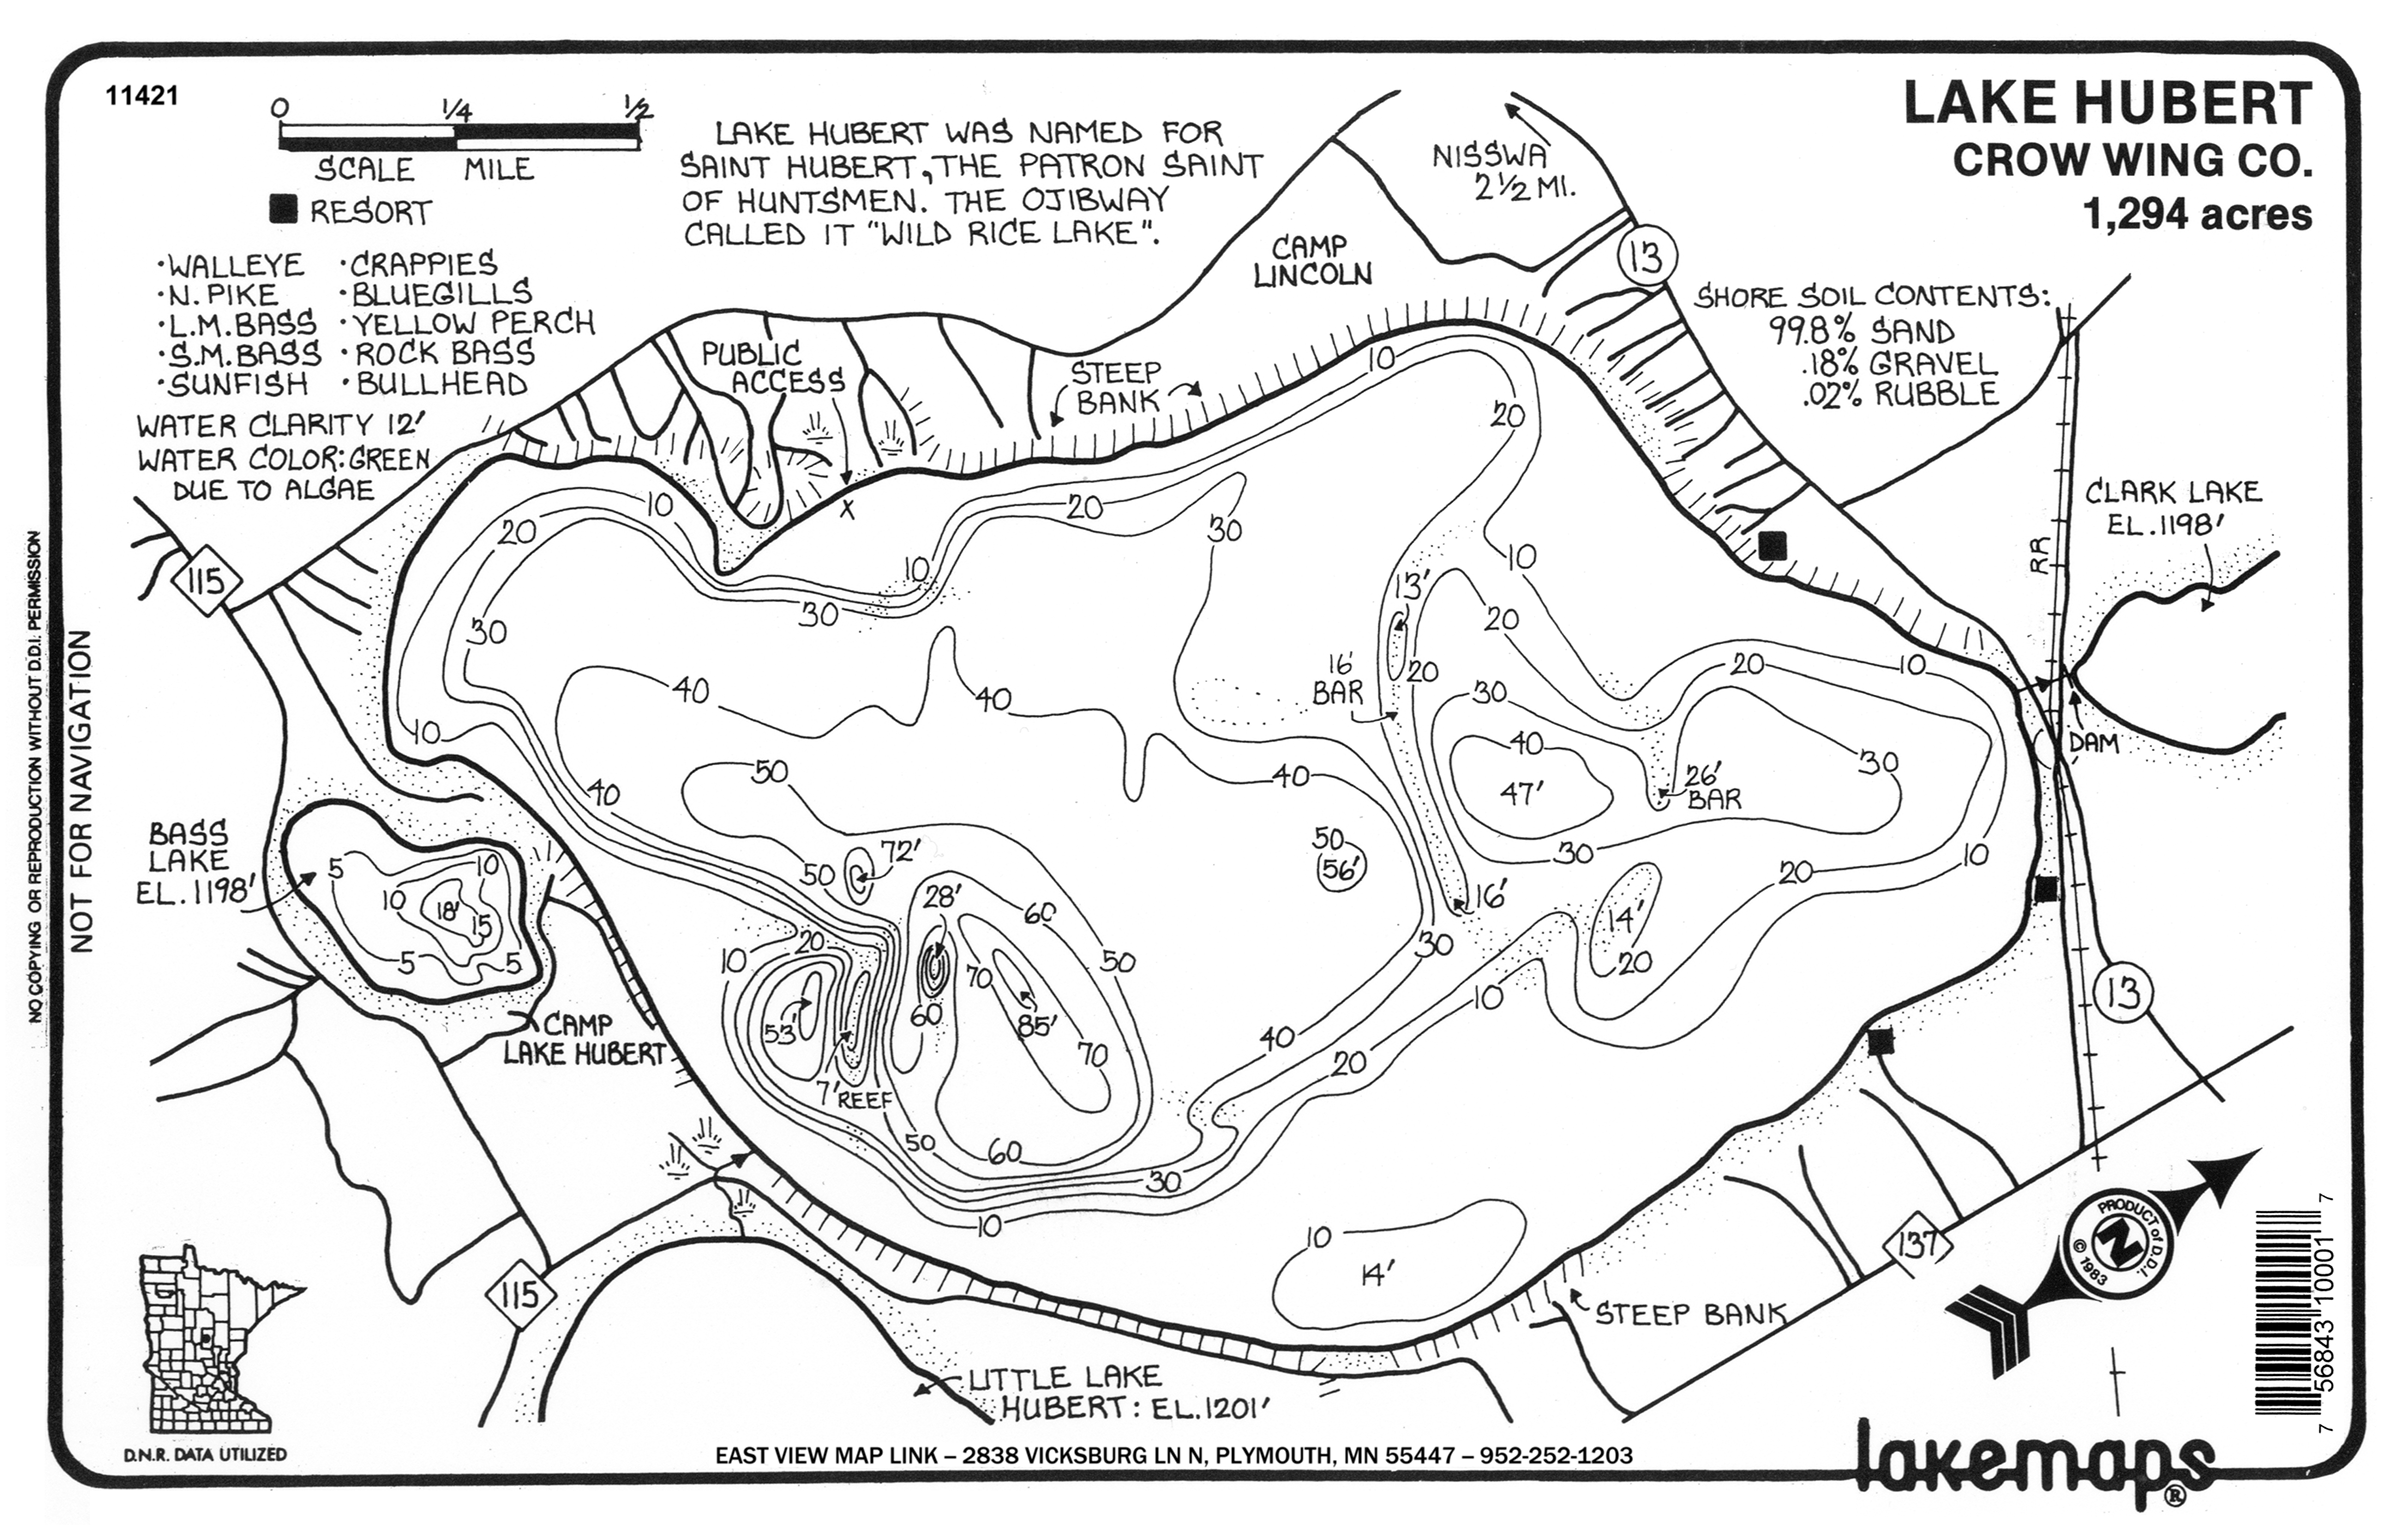 11421
0 1/4 1/2
SCALE MILE
RESORT
LAKE HUBERT WAS NAMED FOR
SAINT HUBERT, THE PATRON SAINT
OF HUNTSMEN. THE OJIBWAY
CALLED IT "WILD RICE LAKE".
NISSWA
2 1/2 MI.
LAKE HUBERT
CROW WING CO.
1,294 acres
·WALLEYE ·CRAPPIES
·N. PIKE ·BLUEGILLS
·L.M. BASS ·YELLOW PERCH
·S.M. BASS ·ROCK BASS
·SUNFISH ·BULLHEAD
WATER CLARITY 12'
WATER COLOR: GREEN
DUE TO ALGAE
PUBLIC
ACCESS
X
STEEP
BANK
CAMP
LINCOLN
13
SHORE SOIL CONTENTS:
99.8% SAND
.18% GRAVEL
.02% RUBBLE
CLARK LAKE
EL. 1198'
RR
DAM
115
10
20
10
20
10
20
30
10
30
30
10
13'
20
20
10
16'
BAR
20
30
30
40
40
10
40
47'
26'
BAR
30
50
40
40
72'
50
28'
60
50
56'
16'
30
14'
20
20
10
BASS
LAKE
EL. 1198'
5
10
10
18'
15
5
5
10
20
53'
7' REEF
60
70
85'
50
70
30
10
40
20
13
CAMP
LAKE HUBERT
50
60
30
10
10
14'
115
137
STEEP BANK
LITTLE LAKE
HUBERT: EL. 1201'
PRODUCT of D.D.I.
N
© 1983
D.N.R. DATA UTILIZED
EAST VIEW MAP LINK – 2838 VICKSBURG LN N, PLYMOUTH, MN 55447 – 952-252-1203
lakemaps®
7 56843 10001 7
NOT FOR NAVIGATION
NO COPYING OR REPRODUCTION WITHOUT D.D.I. PERMISSION